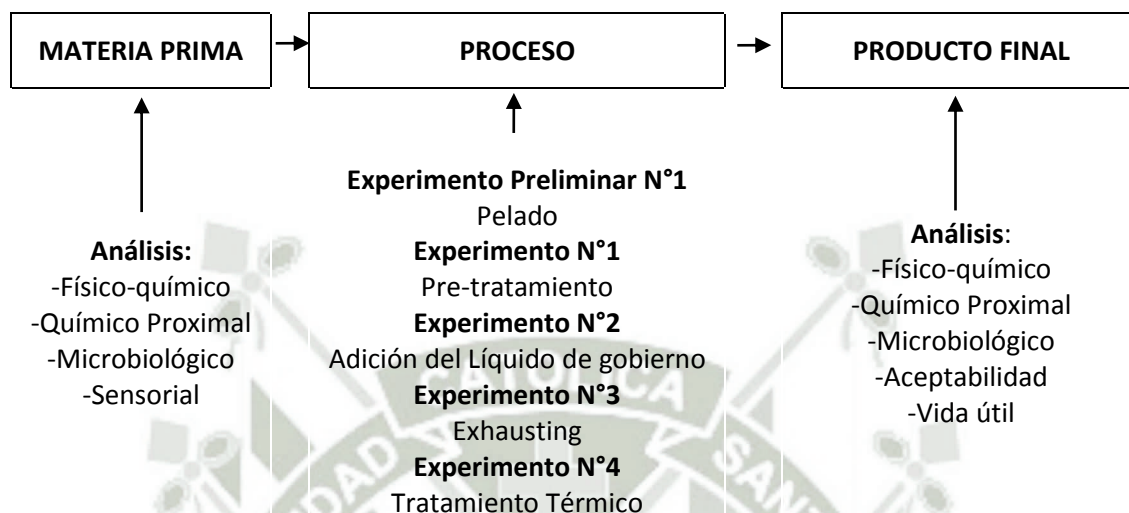 MATERIA PRIMA
PROCESO
PRODUCTO FINAL
Experimento Preliminar N°1
Pelado
Experimento N°1
Pre-tratamiento
Experimento N°2
Adición del Líquido de gobierno
Experimento N°3
Exhausting
Experimento N°4
Tratamiento Térmico
Análisis:
-Físico-químico
-Químico Proximal
-Microbiológico
-Sensorial
Análisis:
-Físico-químico
-Químico Proximal
-Microbiológico
-Aceptabilidad
-Vida útil
CATOLICA